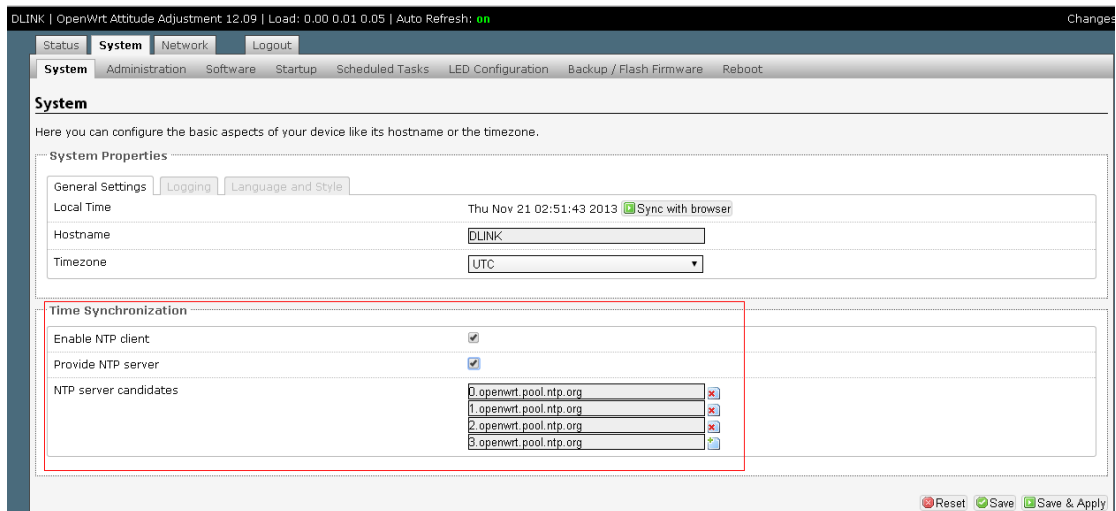 DLINK | OpenWrt Attitude Adjustment 12.09 | Load: 0.00 0.01 0.05 | Auto Refresh: on Changes
Status System Network Logout
System Administration Software Startup Scheduled Tasks LED Configuration Backup / Flash Firmware Reboot
System
Here you can configure the basic aspects of your device like its hostname or the timezone.
System Properties
General Settings Logging Language and Style
Local Time Thu Nov 21 02:51:43 2013 Sync with browser
Hostname DLINK
Timezone UTC
Time Synchronization
Enable NTP client
Provide NTP server
NTP server candidates 0.openwrt.pool.ntp.org
1.openwrt.pool.ntp.org
2.openwrt.pool.ntp.org
3.openwrt.pool.ntp.org
Reset Save Save & Apply